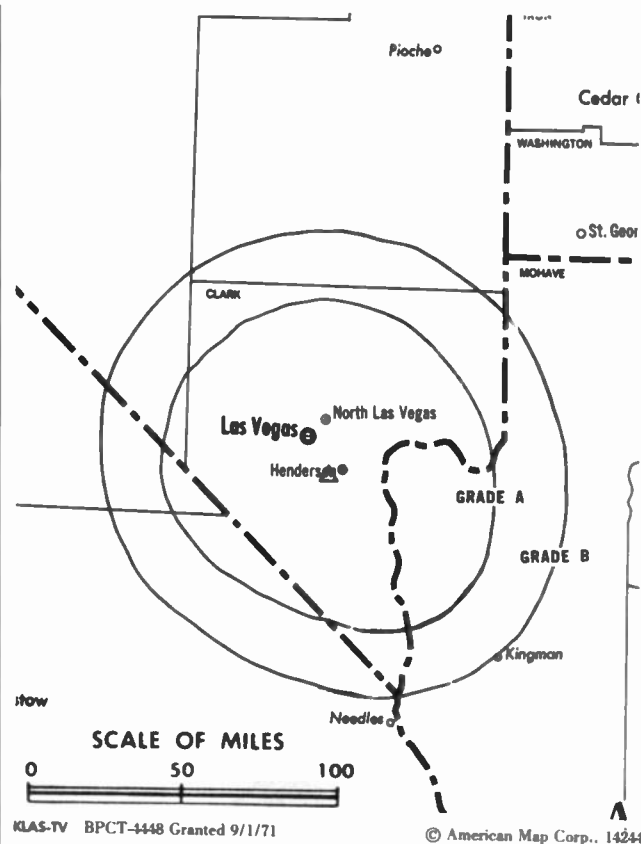 Pioche
Cedar
WASHINGTON
St. Geor
MOHAVE
CLARK
North Las Vegas
Las Vegas
Henders
GRADE A
GRADE B
Kingman
stow
Needles
SCALE OF MILES
0 50 100
KLAS-TV BPCT-4448 Granted 9/1/71
© American Map Corp., 14244